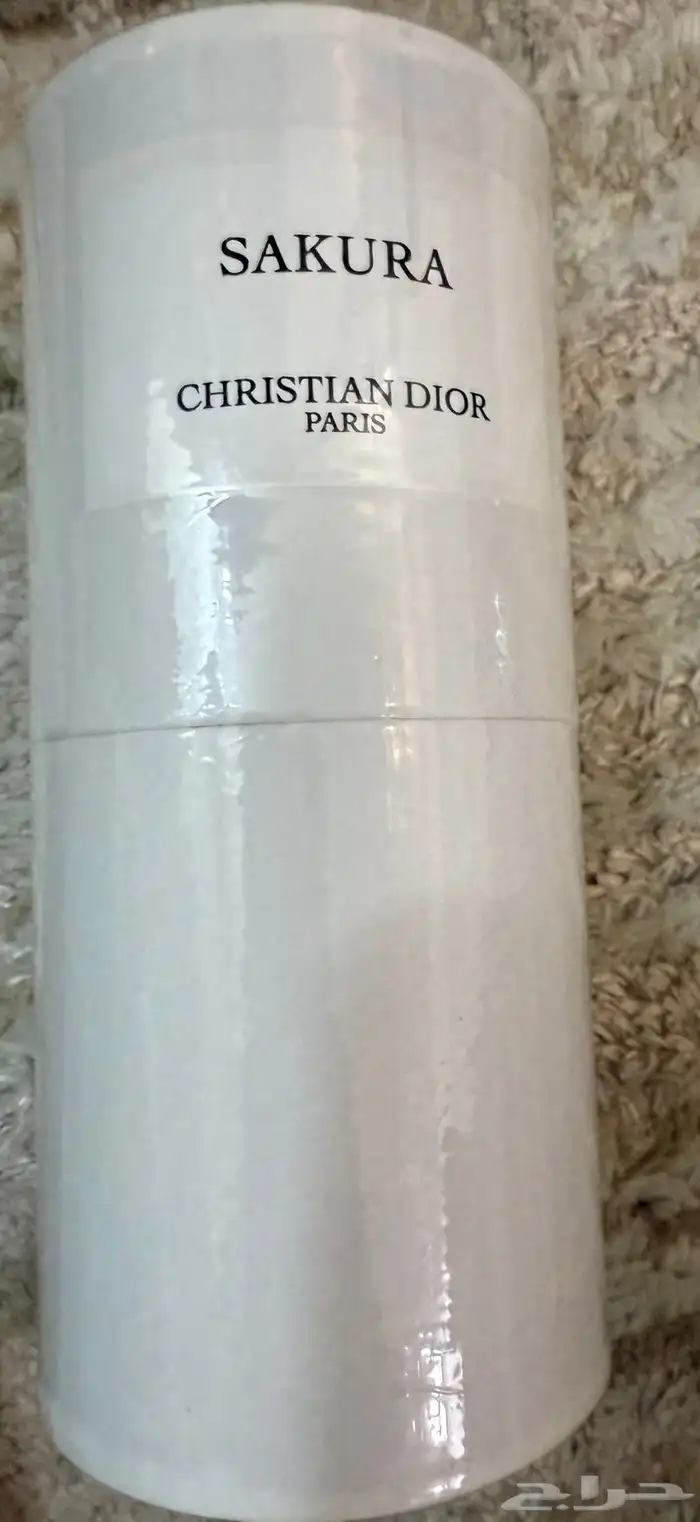 SAKURA
CHRISTIAN DIOR
PARIS
حراج